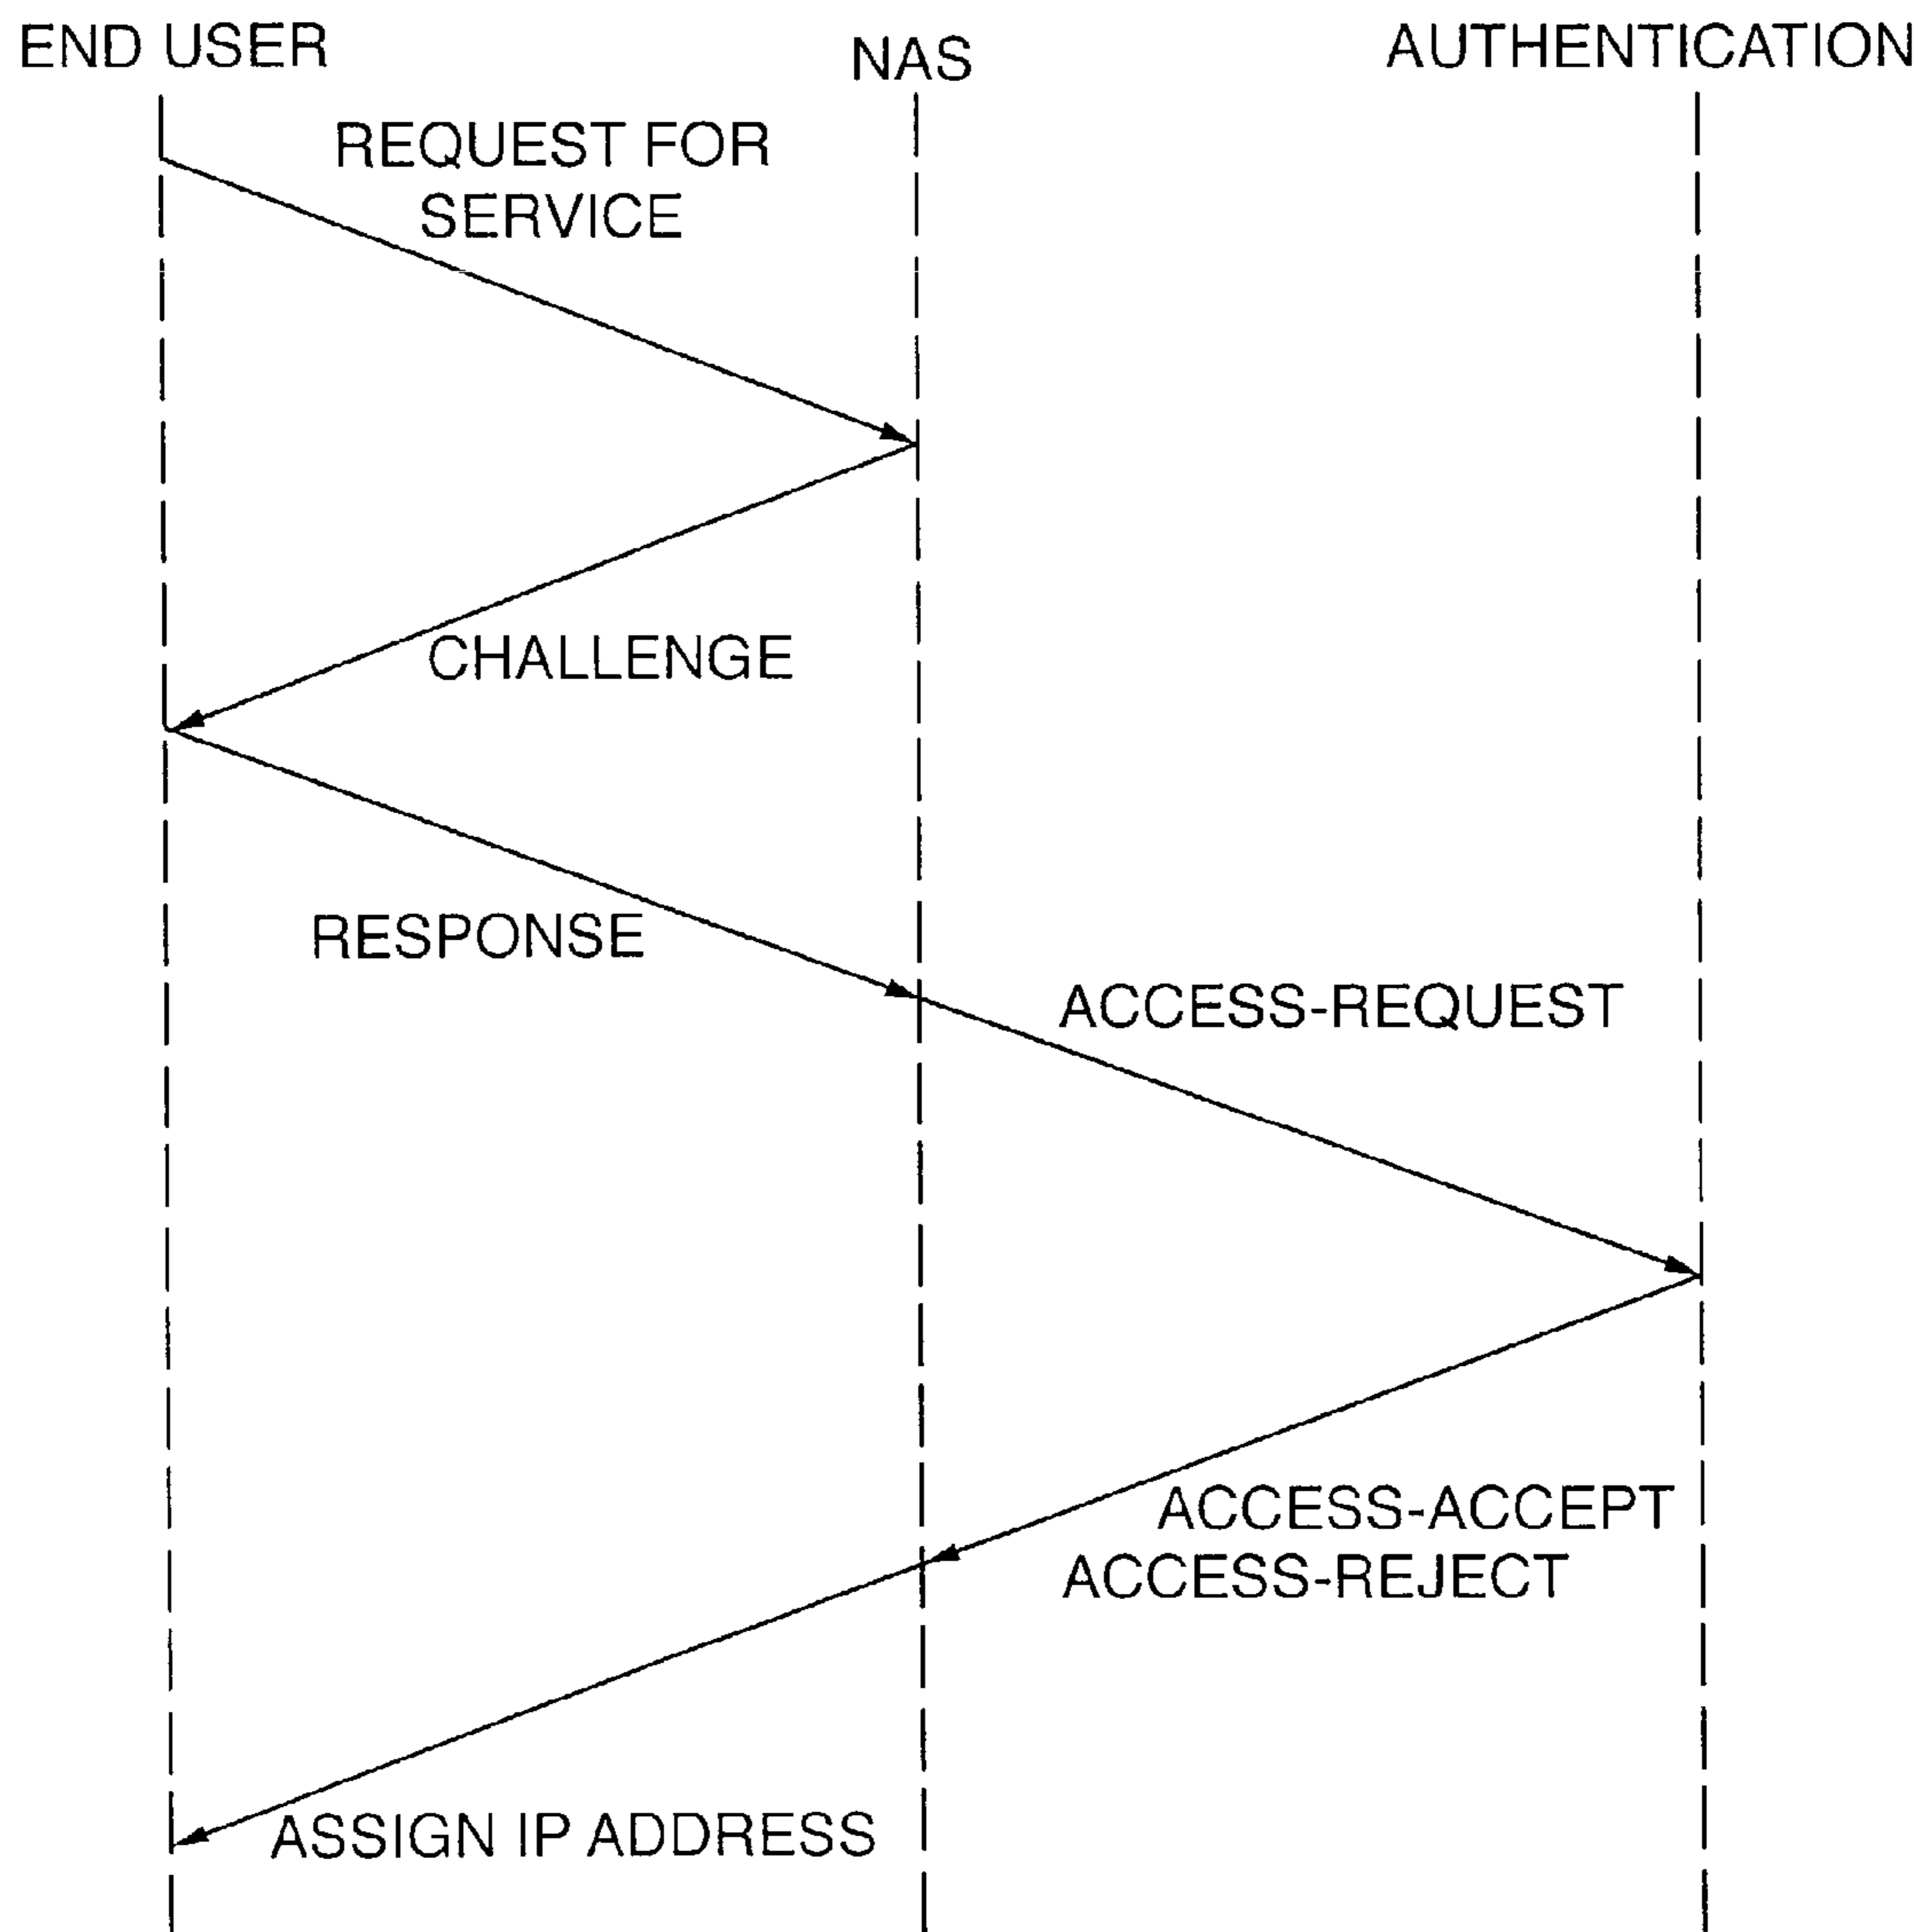 END USER
NAS
AUTHENTICATION
REQUEST FOR
SERVICE
CHALLENGE
RESPONSE
ACCESS-REQUEST
ACCESS-ACCEPT
ACCESS-REJECT
ASSIGN IP ADDRESS